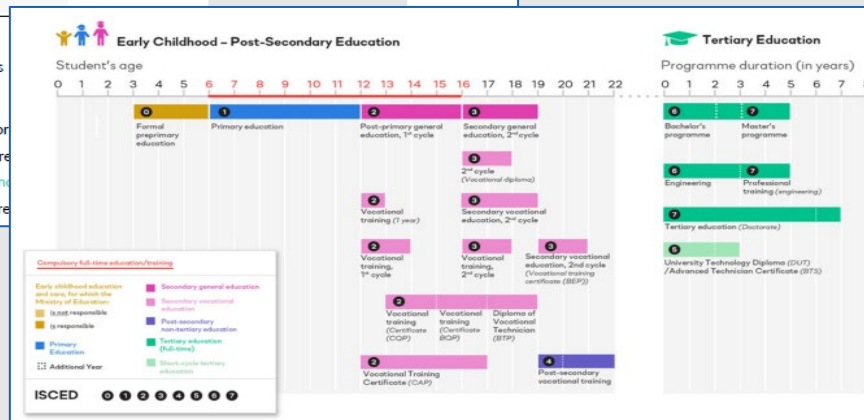 Early Childhood – Post-Secondary Education
Student's age
0 1 2 3 4 5 6 7 8 9 10 11 12 13 14 15 16 17 18 19 20 21 22
0 1 2 3
Formal
preprimary
education
Primary education
Post-primary general
education, 1st cycle
Secondary general
education, 2nd cycle
3
2nd cycle
(Vocational diploma)
2 3
Vocational
training (1 year)
Secondary vocational
education, 2nd cycle
2 3 3
Vocational
training,
1st cycle
Vocational
training,
2nd cycle
Secondary vocational
education, 2nd cycle
(Vocational training
certificate (BEP))
2
Vocational
training
(Certificate
(CQP)
Vocational
training
(Certificate
BQP)
Diploma of
Vocational
Technician
(BTP)
2 4
Vocational Training
Certificate (CAP)
Post-secondary
vocational training
Tertiary Education
Programme duration (in years)
0 1 2 3 4 5 6 7
6 7
Bachelor's
programme
Master's
programme
6 7
Engineering
Professional
training (engineering)
7
Tertiary education (Doctorate)
5
University Technology Diploma (DUT)
/Advanced Technician Certificate (BTS)
Compulsory full-time education/training
Early childhood education
and care, for which the
Ministry of Education:
is not responsible
is responsible
Primary
Education
Additional Year
Secondary general education
Secondary vocational
education
Post-secondary
non-tertiary education
Tertiary education
(full-time)
Short-cycle tertiary
education
ISCED 0 1 2 3 4 5 6 7